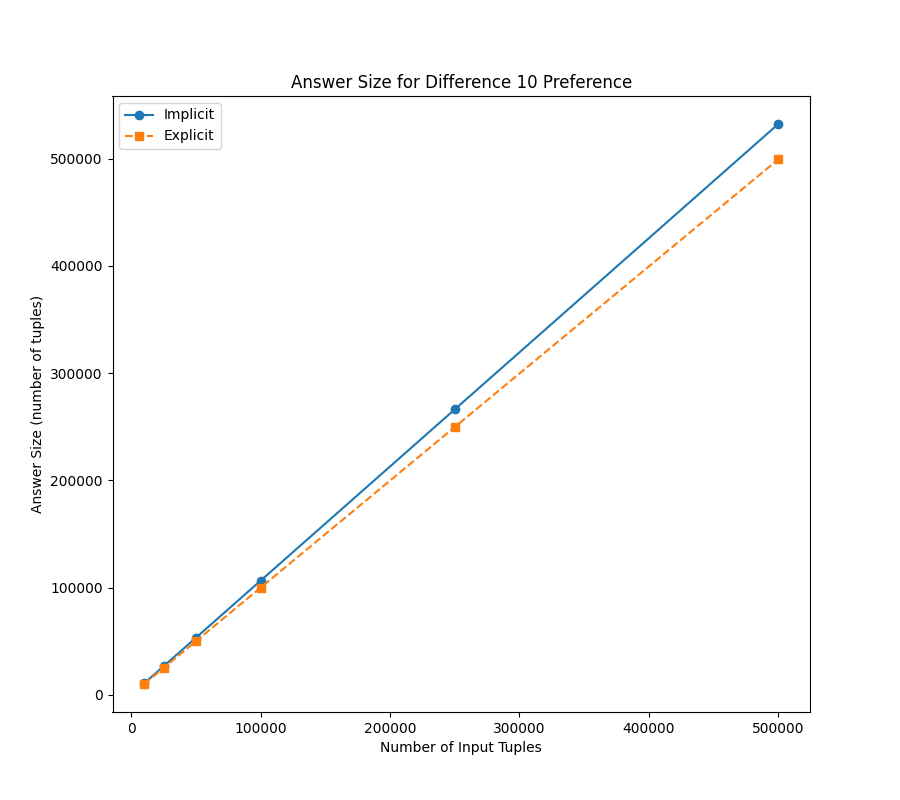 Answer Size for Difference 10 Preference
Implicit
Explicit
500000
400000
300000
200000
100000
0
Answer Size (number of tuples)
0 100000 200000 300000 400000 500000
Number of Input Tuples